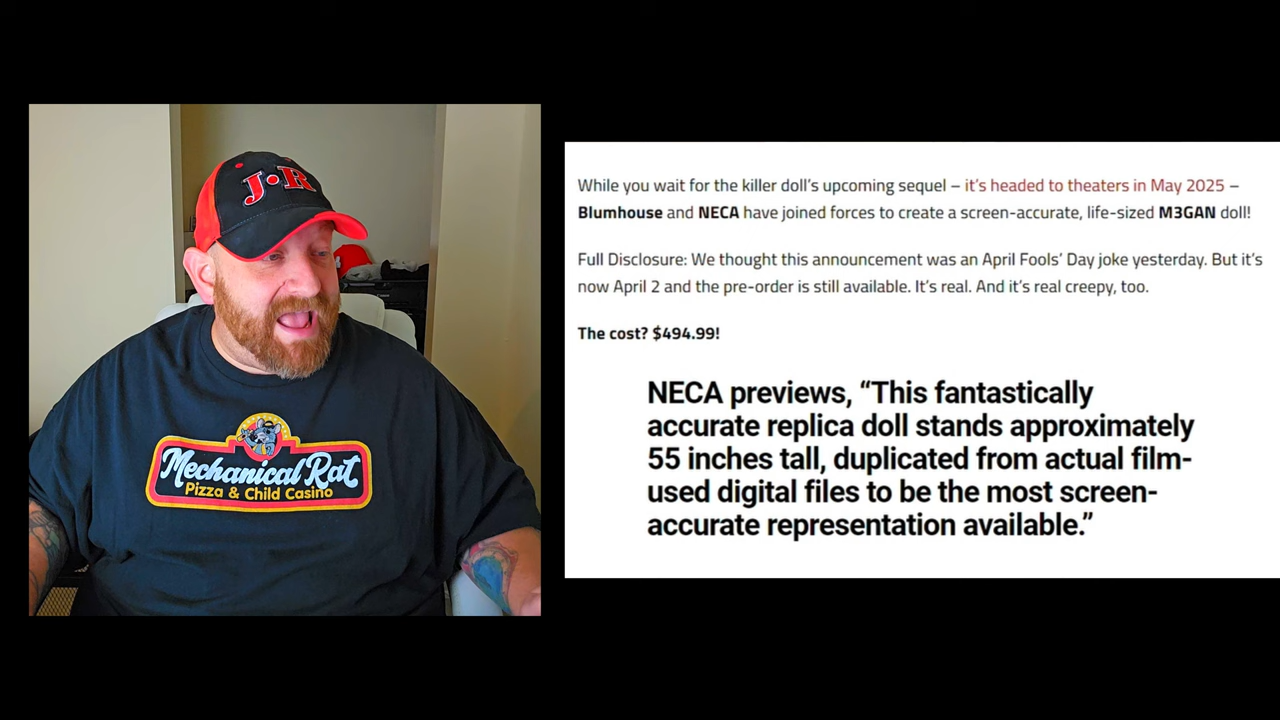 J•R
Mechanical Rat
Pizza & Child Casino
While you wait for the killer doll's upcoming sequel – it's headed to theaters in May 2025 –
Blumhouse and NECA have joined forces to create a screen-accurate, life-sized M3GAN doll!
Full Disclosure: We thought this announcement was an April Fools' Day joke yesterday. But it's
now April 2 and the pre-order is still available. It's real. And it's real creepy, too.
The cost? $494.99!
NECA previews, “This fantastically
accurate replica doll stands approximately
55 inches tall, duplicated from actual film-
used digital files to be the most screen-
accurate representation available.”